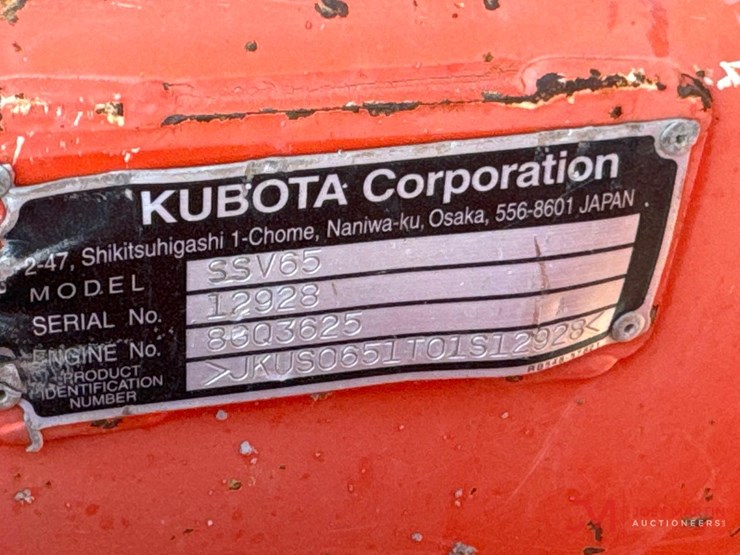 KUBOTA Corporation
2-47, Shikitsuhigashi 1-Chome, Naniwa-ku, Osaka, 556-8601 JAPAN
MODEL SSV65
SERIAL No. 12928
ENGINE No. 8GQ3625
PRODUCT IDENTIFICATION NUMBER >JKUS0651T01S12928<
AUCTIONEERS